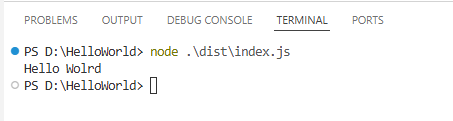 PROBLEMS OUTPUT DEBUG CONSOLE TERMINAL PORTS
PS D:\HelloWorld> node .\dist\index.js
Hello Wolrd
PS D:\HelloWorld>